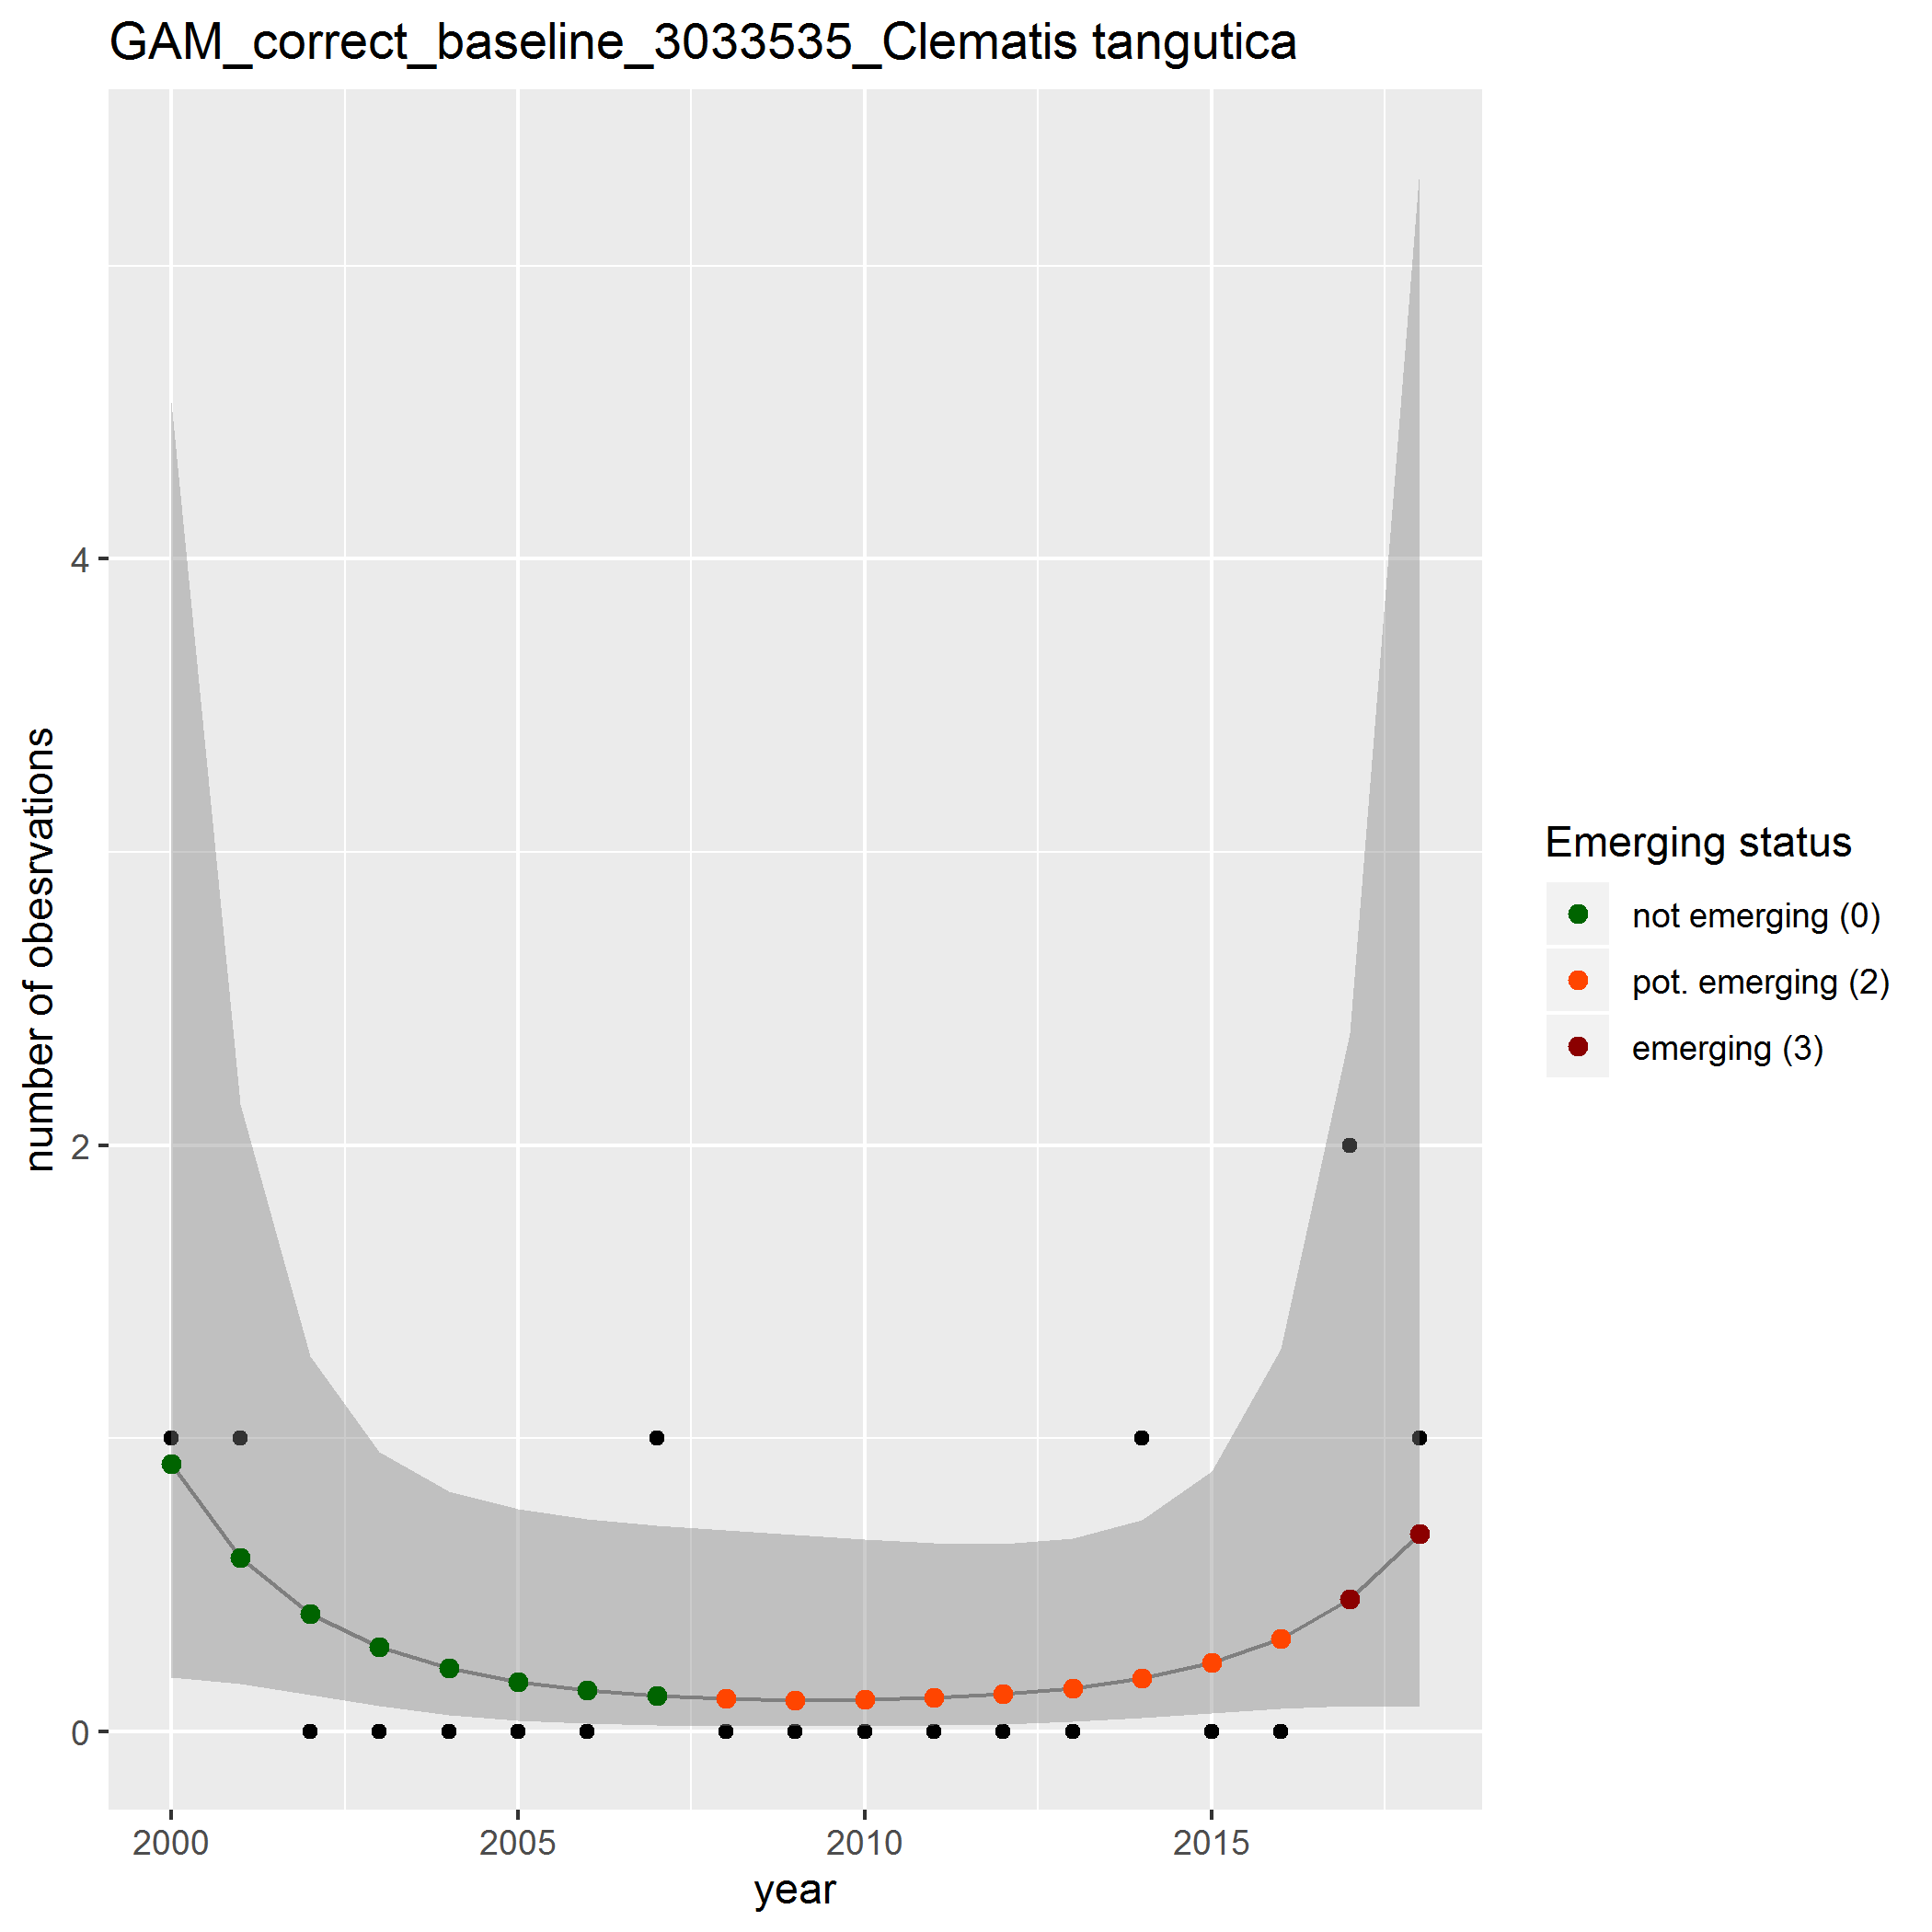 GAM_correct_baseline_3033535_Clematis tangutica
number of obesrvations
4
2
0
2000 2005 2010 2015
year
Emerging status
not emerging (0)
pot. emerging (2)
emerging (3)